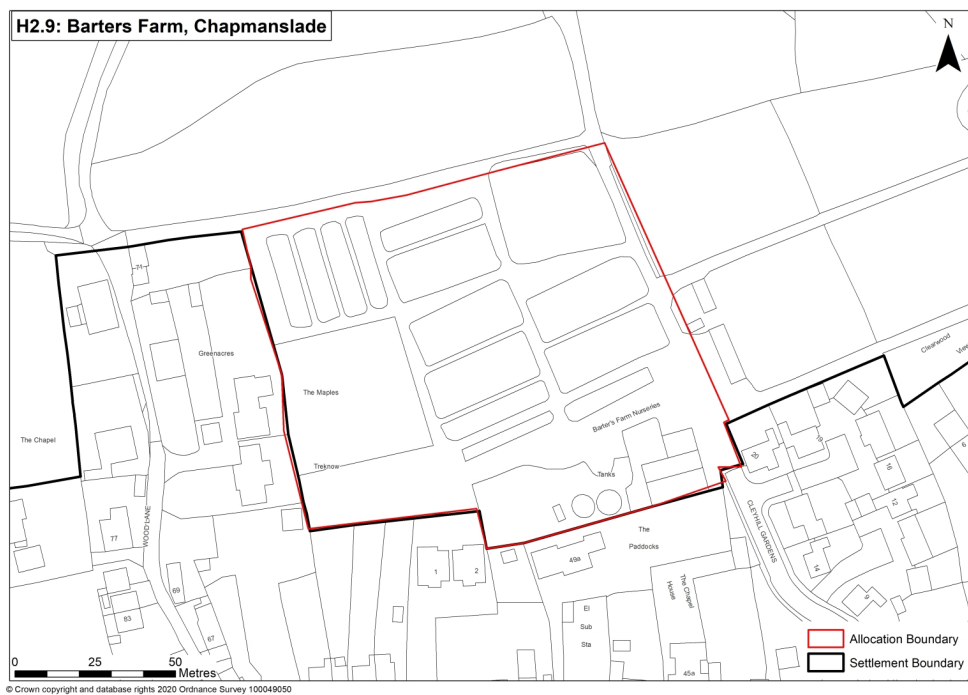 H2.9: Barters Farm, Chapmanslade
N
71
Greenacres
The Maples
The Chapel
Treknow
Barter's Farm Nurseries
Tanks
Clearwood
View
20
19
16
6
12
14
9
CLEYHILL GARDENS
The
Paddocks
49a
1
2
WOOD LANE
77
69
83
67
El
Sub
Sta
The Chapel
House
45a
Allocation Boundary
Settlement Boundary
0 25 50
Metres
© Crown copyright and database rights 2020 Ordnance Survey 100049050